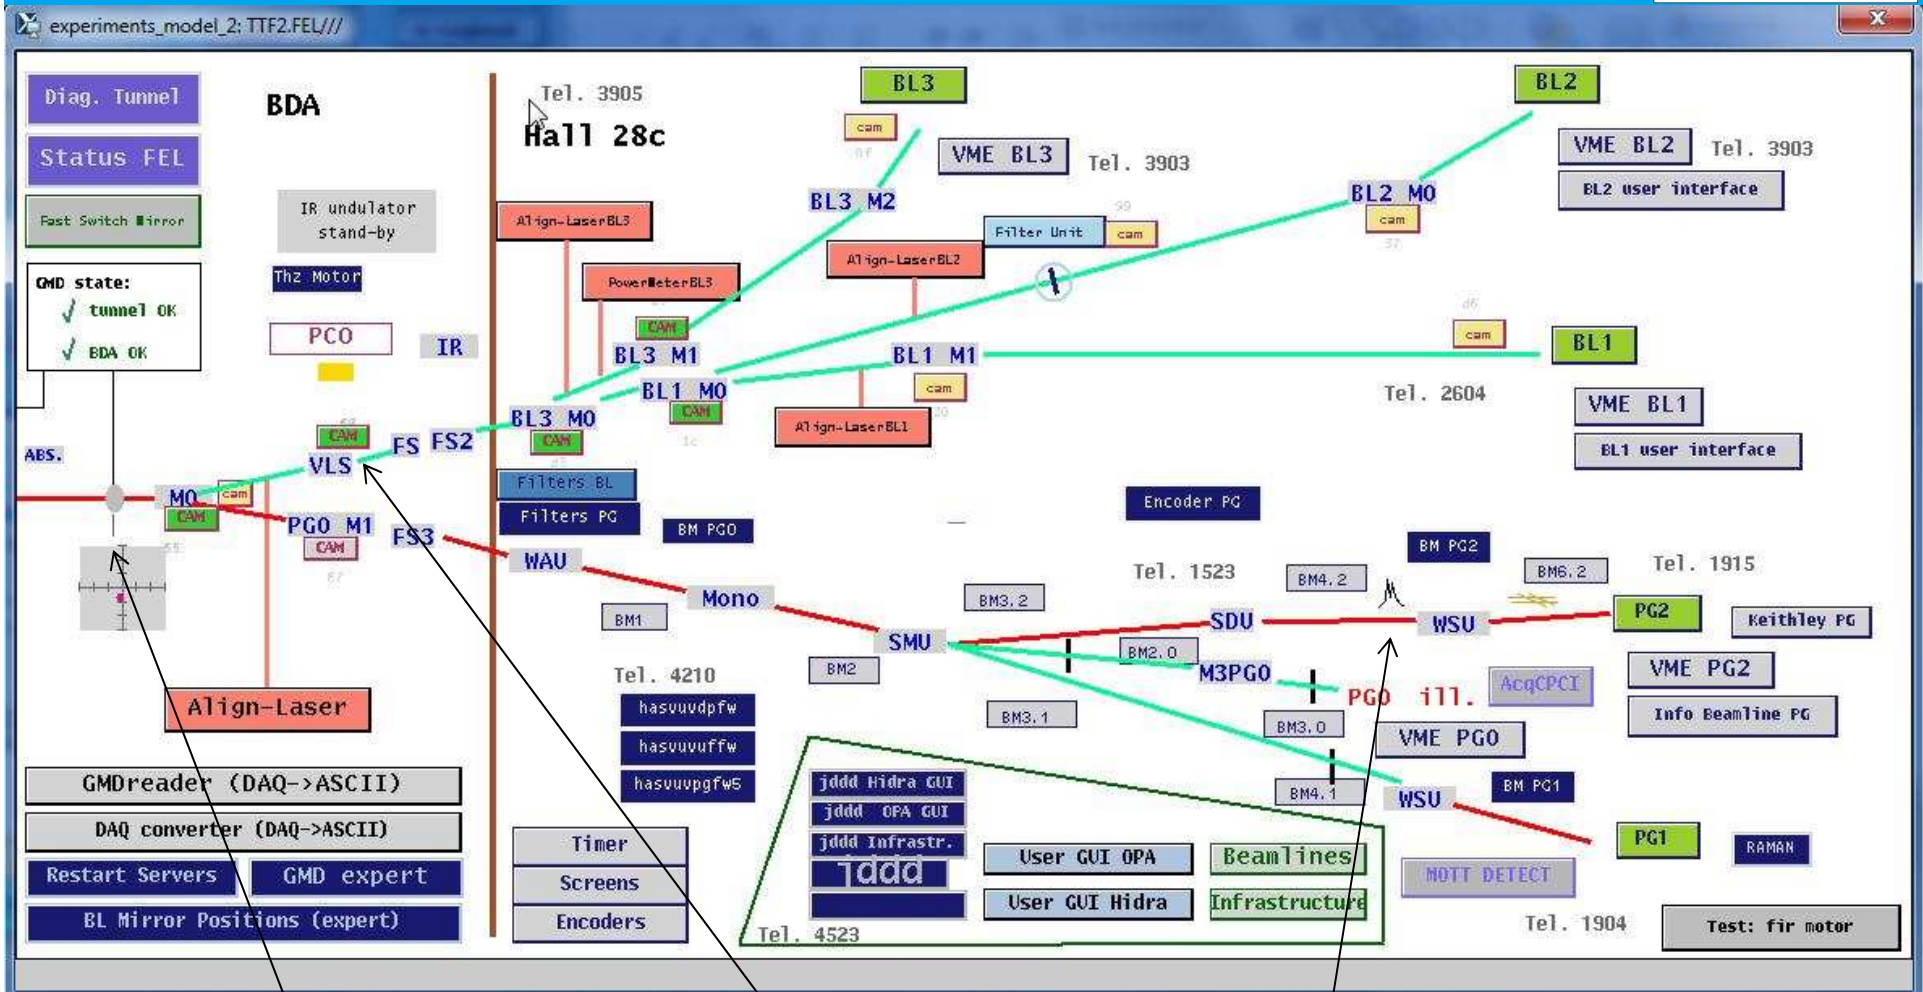 experiments_model_2: TTF2.FEL///
Diag. Tunnel
Status FEL
Fast Switch Mirror
GMD state:
tunnel OK
BDA OK
ABS.
BDA
IR undulator
stand-by
Thz Motor
PCO
IR
CAM
VLS
FS
FS2
M0
cam
CAM
PG0 M1
CAM
67
FS3
Align-Laser
GMDreader (DAQ->ASCII)
DAQ converter (DAQ->ASCII)
Restart Servers
GMD expert
BL Mirror Positions (expert)
Tel. 3905
Hall 28c
Align-LaserBL3
PowerMeterBL3
CAM
BL3 M1
BL1 M0
CAM
1c
BL3 M0
CAM
Filters BL
Filters PG
BM PG0
WAU
Mono
BM1
BM2
SMU
Tel. 4210
hasvuvdpfw
hasvuvuffw
hasvuvpgfw5
Timer
Screens
Encoders
BL3
cam
VME BL3
Tel. 3903
BL3 M2
Filter Unit
99
cam
Align-LaserBL2
BL1 M1
cam
Align-LaserBL1
BL2
VME BL2
Tel. 3903
BL2 user interface
BL2 M0
cam
37
d6
cam
BL1
Tel. 2604
VME BL1
BL1 user interface
Encoder PG
BM PG2
Tel. 1523
BM4.2
BM6.2
Tel. 1915
BM3.2
SDU
WSU
PG2
Keithley PG
BM2.0
M3PG0
PG0 ill.
AcqCPCI
VME PG2
Info Beamline PG
BM3.1
BM3.0
VME PG0
BM4.1
WSU
BM PG1
PG1
RAMAN
MOTT DETECT
Tel. 1904
Test: fir motor
jddd Hidra GUI
jddd OPA GUI
jddd Infrastr.
jddd
User GUI OPA
User GUI Hidra
Beamlines
Infrastructure
Tel. 4523